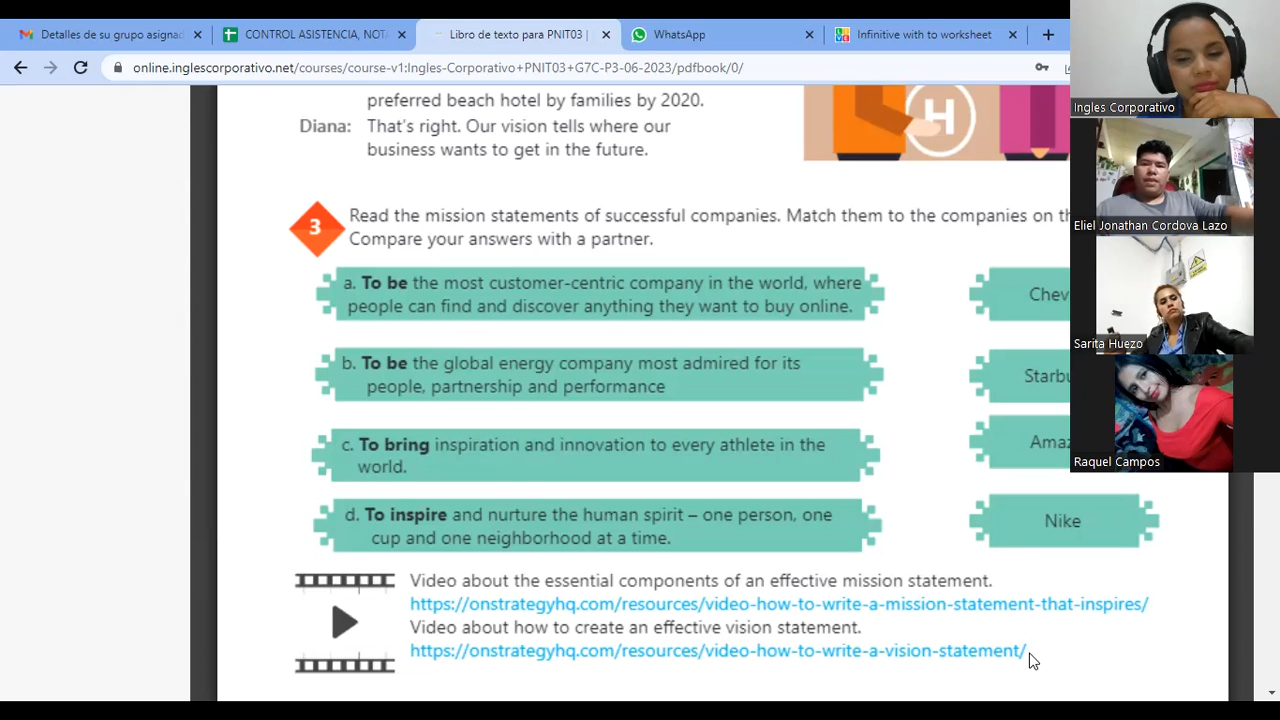 Detalles de su grupo asignad
CONTROL ASISTENCIA, NOTA
Libro de texto para PNIT03 |
WhatsApp
Infinitive with to worksheet
online.inglescorporativo.net/courses/course-v1:Ingles-Corporativo+PNIT03+G7C-P3-06-2023/pdfbook/0/
preferred beach hotel by families by 2020.
Diana: That's right. Our vision tells where our
business wants to get in the future.
H
3
Read the mission statements of successful companies. Match them to the companies on th
Compare your answers with a partner.
a. To be the most customer-centric company in the world, where
people can find and discover anything they want to buy online.
Chev
b. To be the global energy company most admired for its
people, partnership and performance
Starbu
c. To bring inspiration and innovation to every athlete in the
world.
Amaz
d. To inspire and nurture the human spirit – one person, one
cup and one neighborhood at a time.
Nike
Video about the essential components of an effective mission statement.
https://onstrategyhq.com/resources/video-how-to-write-a-mission-statement-that-inspires/
Video about how to create an effective vision statement.
https://onstrategyhq.com/resources/video-how-to-write-a-vision-statement/
Ingles Corporativo
Eliel Jonathan Cordova Lazo
Sarita Huezo
Raquel Campos